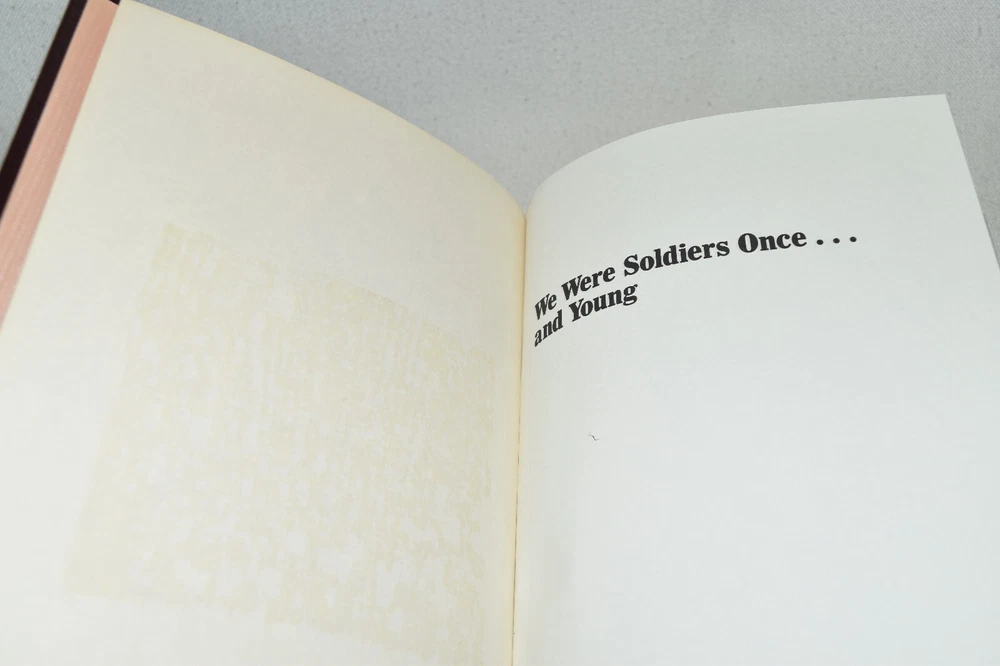 We Were Soldiers Once . . .
and Young